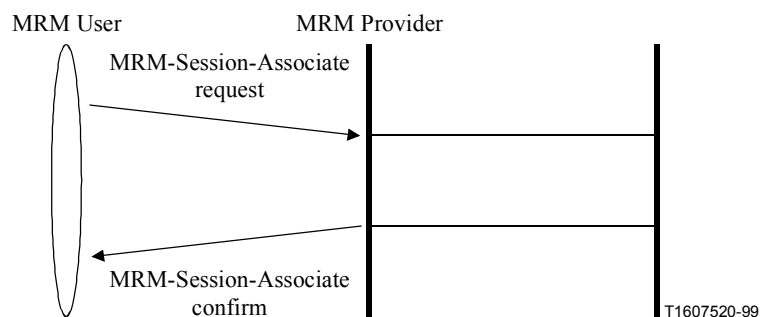 MRM User
MRM Provider
MRM-Session-Associate
request
MRM-Session-Associate
confirm
T1607520-99